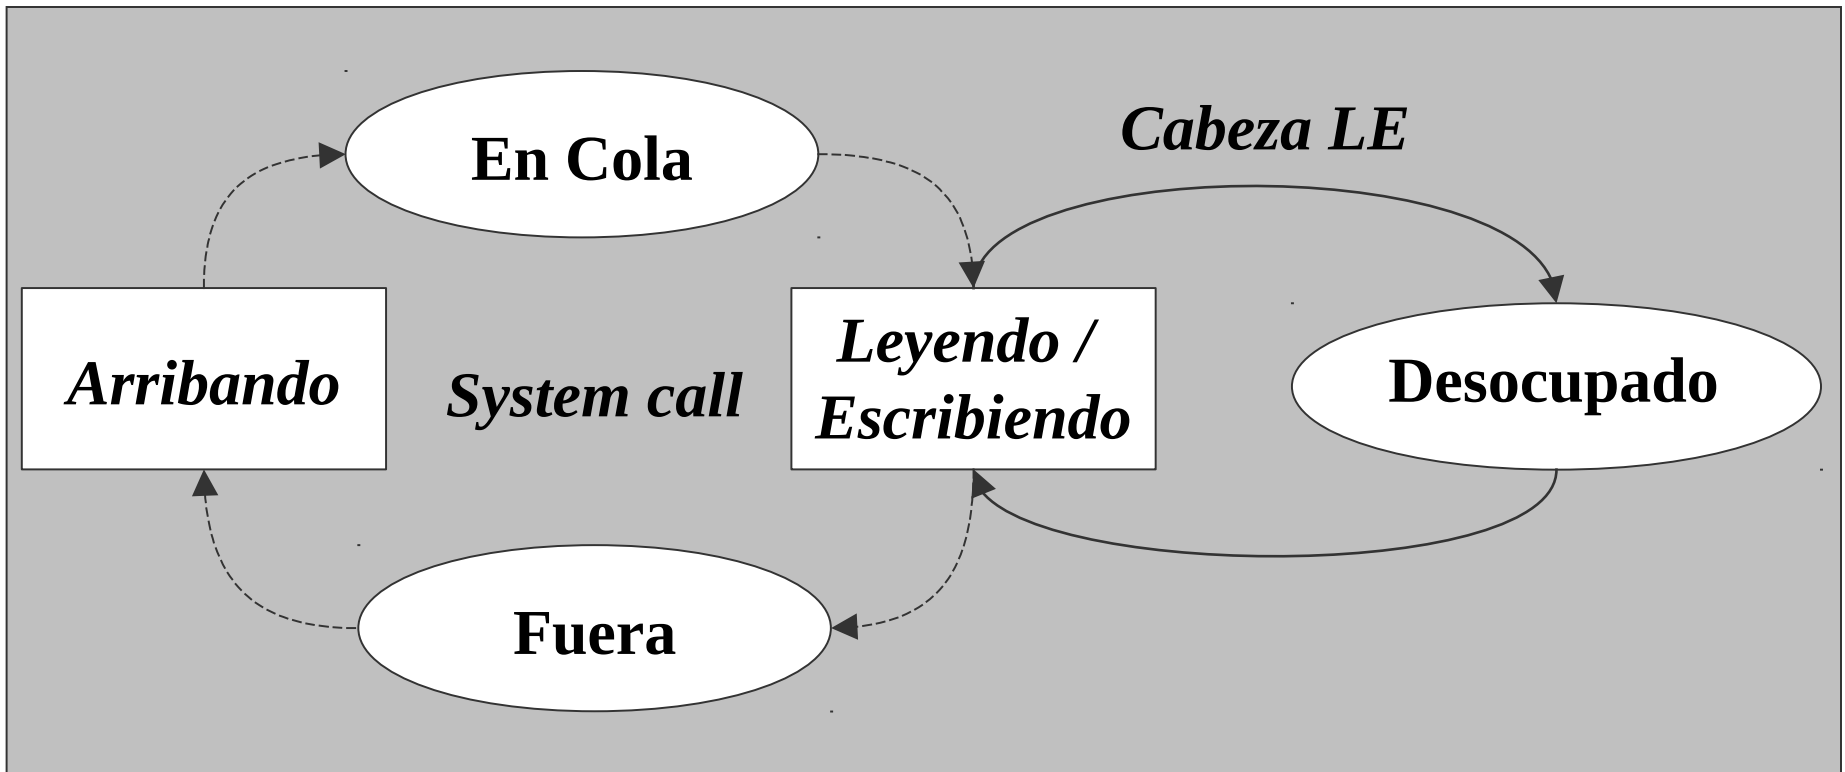 Cabeza LE
En Cola
Arribando
System call
Leyendo /
Escribiendo
Desocupado
Fuera